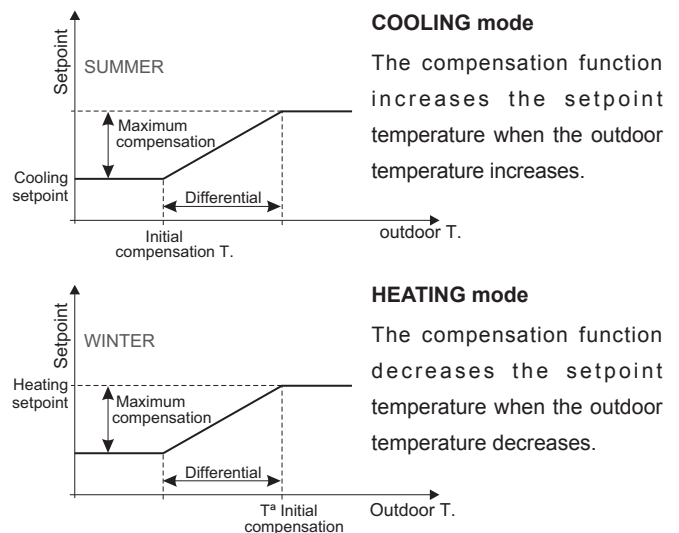 COOLING mode
The compensation function
increases the setpoint
temperature when the outdoor
temperature increases.
Setpoint
SUMMER
Maximum
compensation
Cooling
setpoint
Differential
Initial
compensation T.
outdoor T.
HEATING mode
The compensation function
decreases the setpoint
temperature when the outdoor
temperature decreases.
Setpoint
WINTER
Heating
setpoint
Maximum
compensation
Differential
Tª Initial
compensation
Outdoor T.